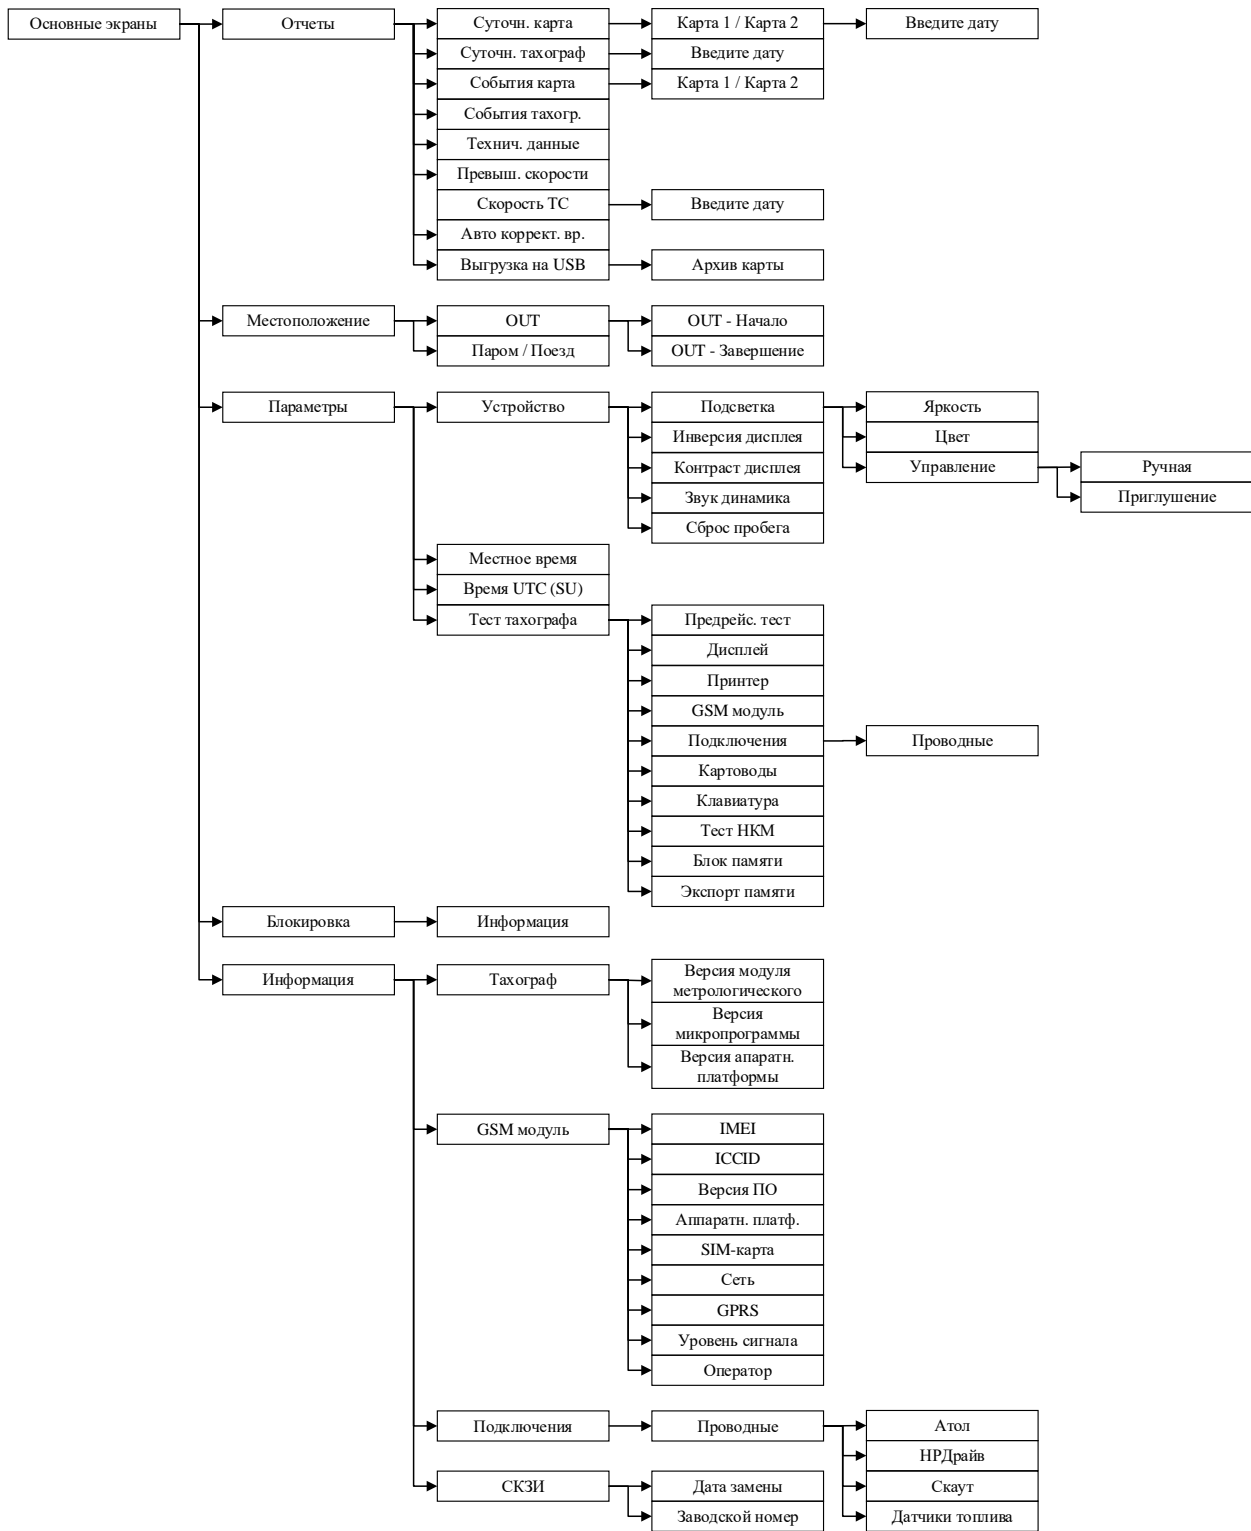 Основные экраны
Отчеты
Суточн. карта
Карта 1 / Карта 2
Введите дату
Суточн. тахограф
Введите дату
События карта
Карта 1 / Карта 2
События тахогр.
Технич. данные
Превыш. скорости
Скорость ТС
Введите дату
Авто коррект. вр.
Выгрузка на USB
Архив карты
Местоположение
OUT
OUT - Начало
Паром / Поезд
OUT - Завершение
Параметры
Устройство
Подсветка
Яркость
Инверсия дисплея
Цвет
Контраст дисплея
Управление
Ручная
Звук динамика
Приглушение
Сброс пробега
Местное время
Время UTC (SU)
Тест тахографа
Предрейс. тест
Дисплей
Принтер
GSM модуль
Подключения
Проводные
Картоводы
Клавиатура
Тест НКМ
Блок памяти
Экспорт памяти
Блокировка
Информация
Информация
Тахограф
Версия модуля
метрологического
Версия
микропрограммы
Версия апаратн.
платформы
GSM модуль
IMEI
ICCID
Версия ПО
Аппаратн. платф.
SIM-карта
Сеть
GPRS
Уровень сигнала
Оператор
Подключения
Проводные
Атол
НРДрайв
СКЗИ
Дата замены
Скаут
Заводской номер
Датчики топлива